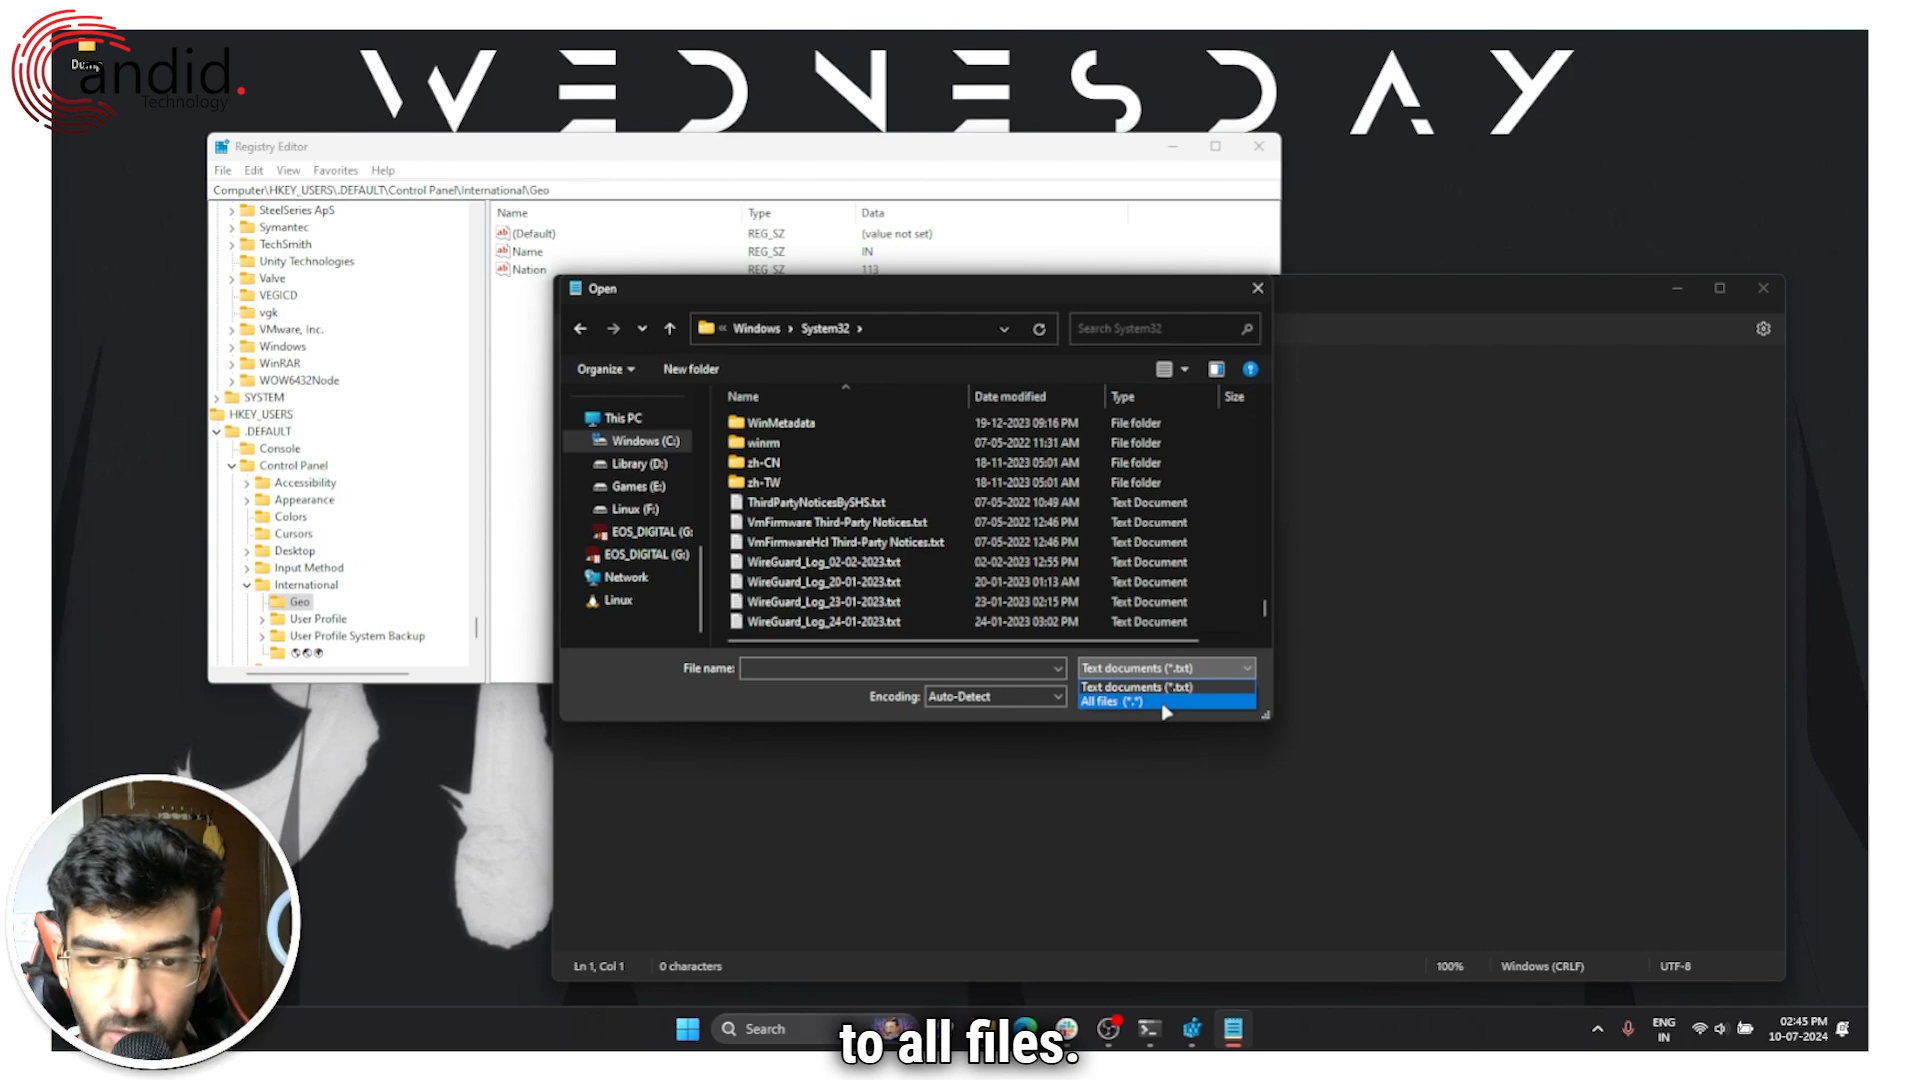 WEDNESDAY
Candid.
Technology
Registry Editor
File Edit View Favorites Help
Computer\HKEY_USERS\.DEFAULT\Control Panel\International\Geo
SteelSeries ApS
Symantec
TechSmith
Unity Technologies
Valve
VEGICD
vgk
VMware, Inc.
Windows
WinRAR
WOW6432Node
SYSTEM
HKEY_USERS
.DEFAULT
Console
Control Panel
Accessibility
Appearance
Colors
Cursors
Desktop
Input Method
International
Geo
User Profile
User Profile System Backup
Name Type Data
(Default) REG_SZ (value not set)
Name REG_SZ IN
Nation REG_SZ 113
Open
« Windows › System32 ›
Search System32
Organize New folder
This PC
Windows (C:)
Library (D:)
Games (E:)
Linux (F:)
EOS_DIGITAL (G:
EOS_DIGITAL (G:)
Network
Linux
Name Date modified Type Size
WinMetadata 19-12-2023 09:16 PM File folder
winrm 07-05-2022 11:31 AM File folder
zh-CN 18-11-2023 05:01 AM File folder
zh-TW 18-11-2023 05:01 AM File folder
ThirdPartyNoticesBySHS.txt 07-05-2022 10:49 AM Text Document
VmFirmware Third-Party Notices.txt 07-05-2022 12:46 PM Text Document
VmFirmwareHcl Third-Party Notices.txt 07-05-2022 12:46 PM Text Document
WireGuard_Log_02-02-2023.txt 02-02-2023 12:55 PM Text Document
WireGuard_Log_20-01-2023.txt 20-01-2023 01:13 AM Text Document
WireGuard_Log_23-01-2023.txt 23-01-2023 02:15 PM Text Document
WireGuard_Log_24-01-2023.txt 24-01-2023 03:02 PM Text Document
File name: Text documents (*.txt)
Text documents (*.txt)
Encoding: Auto-Detect
All files (*.*)
Ln 1, Col 1 0 characters 100% Windows (CRLF) UTF-8
Search
to all files.
ENG
IN
02:45 PM
10-07-2024